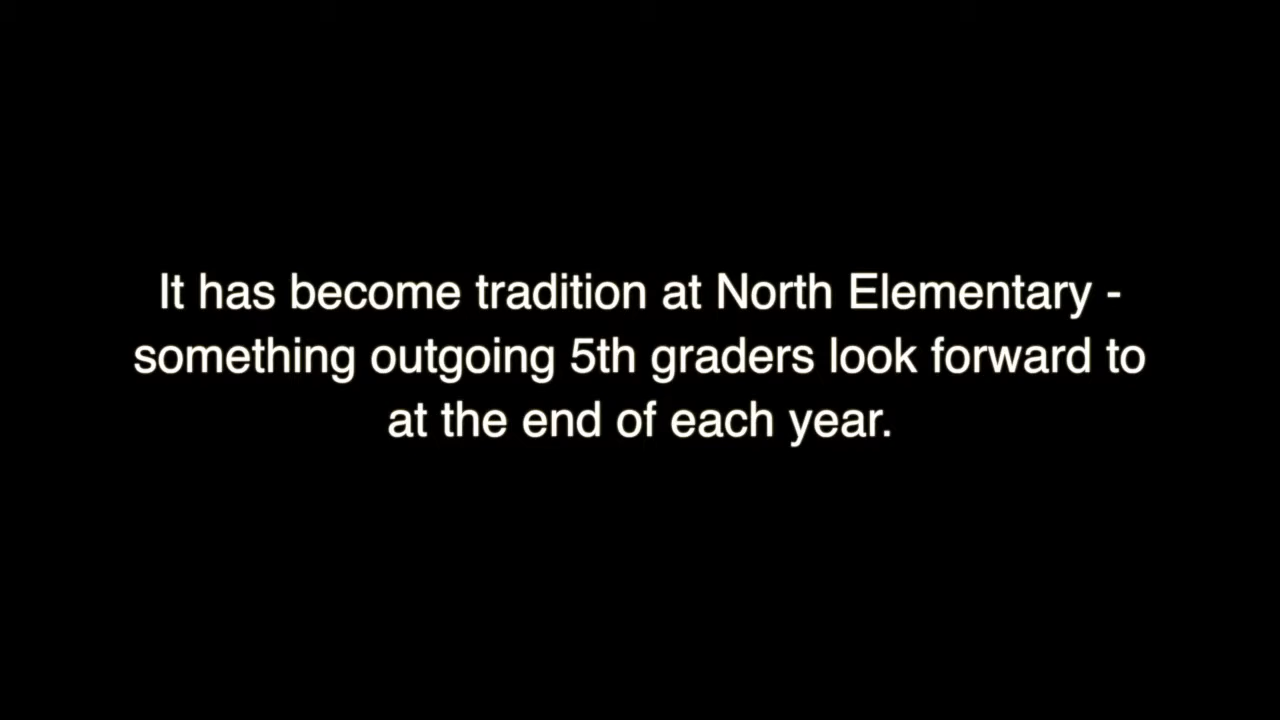 It has become tradition at North Elementary -
something outgoing 5th graders look forward to
at the end of each year.